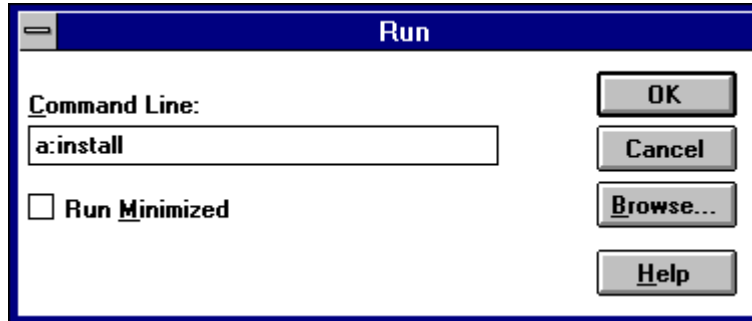 Run
Command Line:
a:install
Run Minimized
OK
Cancel
Browse...
Help